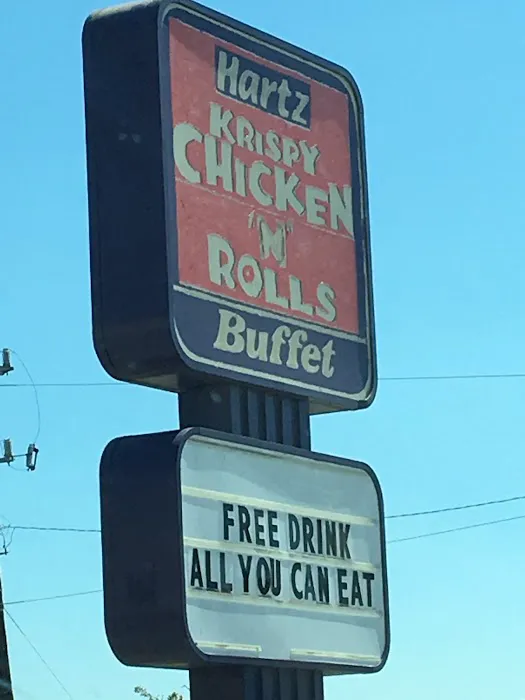 Hartz
KRISPY
CHICKEN
"N"
ROLLS
Buffet
FREE DRINK
ALL YOU CAN EAT